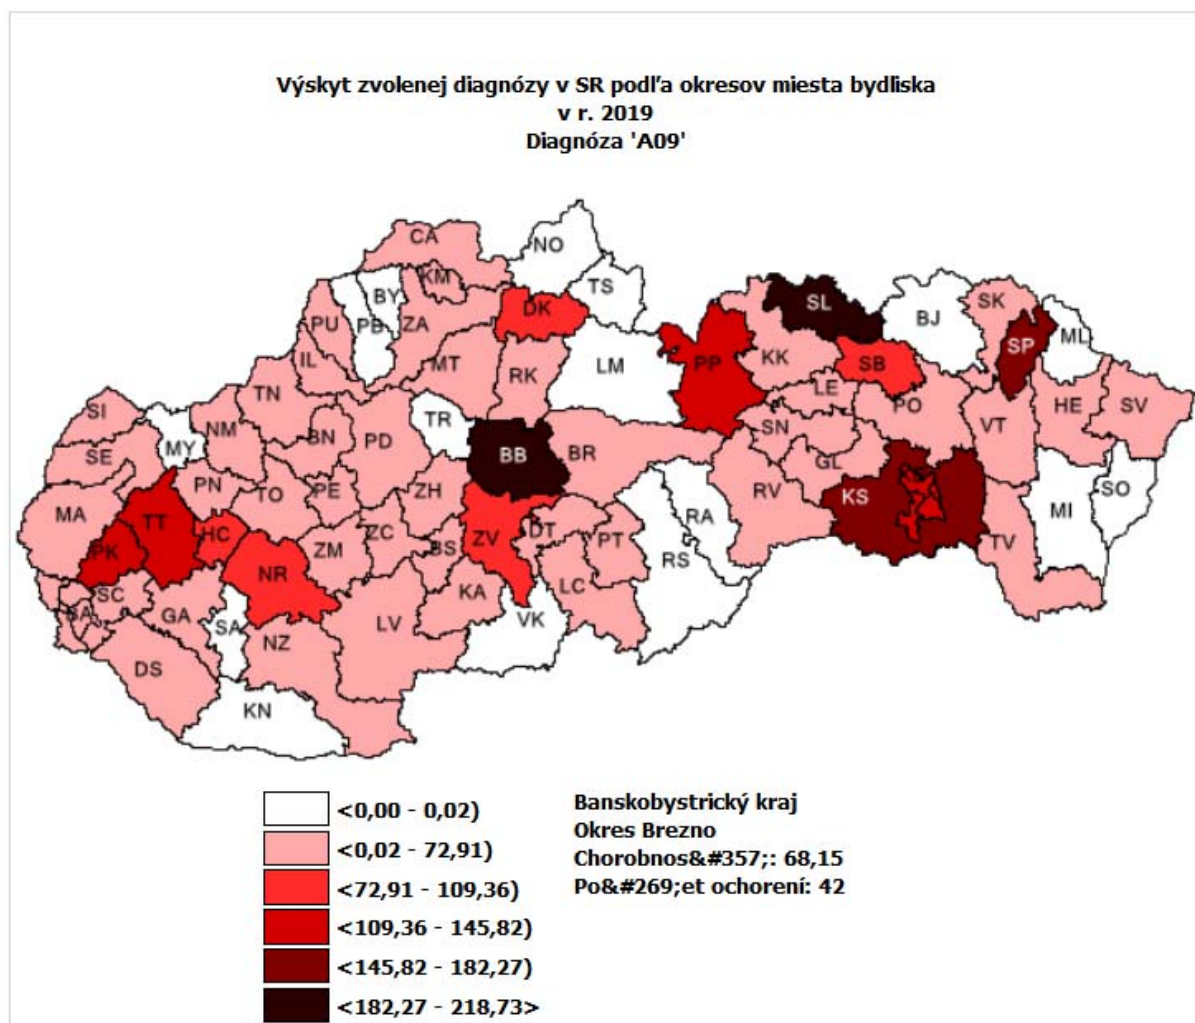 Výskyt zvolenej diagnózy v SR podľa okresov miesta bydliska
v r. 2019
Diagnóza 'A09'
CA
NO
KM
BY
TS
PB
DK
PU
ZA
SL
BJ
SK
ML
SP
IL
MT
RK
LM
PP
KK
SB
LE
PO
HE
SV
SI
TN
TR
MY
NM
BN
PD
BB
BR
SN
VT
SE
GL
PN
TO
PE
ZH
RV
KS
SO
MI
MA
TT
PK
HC
ZM
ZC
BS
ZV
DT
PT
RA
RS
TV
NR
SC
BA
GA
SA
KA
LC
VK
LV
NZ
DS
KN
<0,00 - 0,02)
<0,02 - 72,91)
<72,91 - 109,36)
<109,36 - 145,82)
<145,82 - 182,27)
<182,27 - 218,73>
Banskobystrický kraj
Okres Brezno
Chorobnos&#357;: 68,15
Po&#269;et ochorení: 42